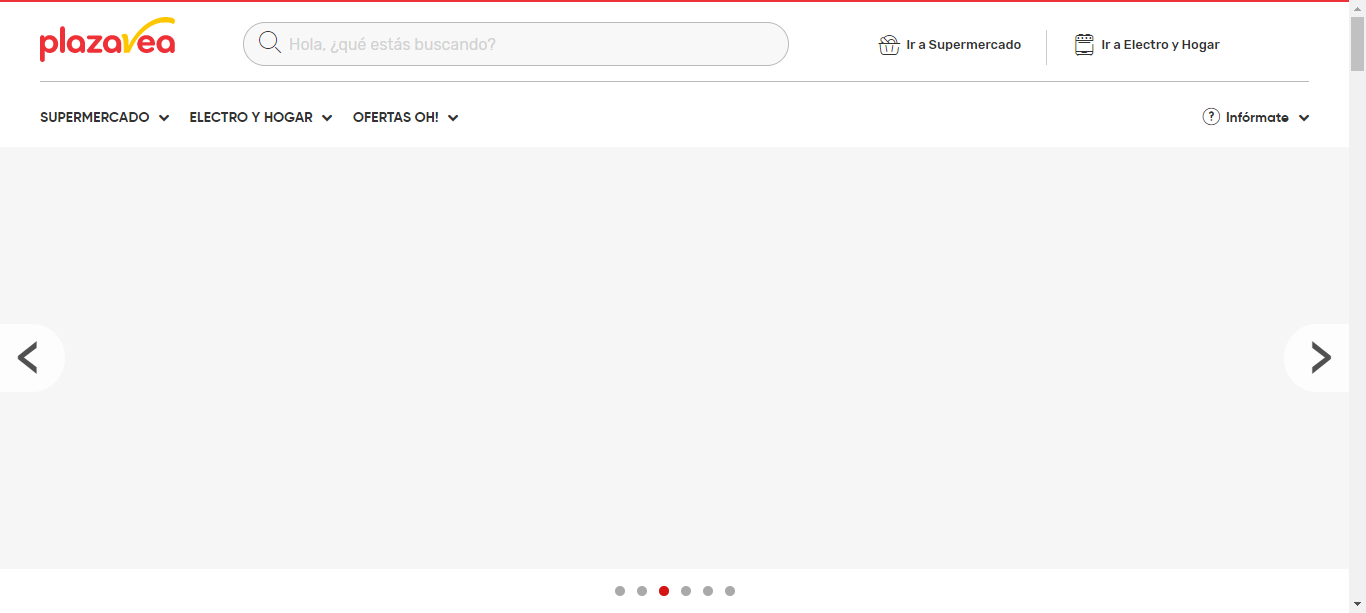 plazavea
Hola, ¿qué estás buscando?
Ir a Supermercado
Ir a Electro y Hogar
SUPERMERCADO
ELECTRO Y HOGAR
OFERTAS OH!
? Infórmate